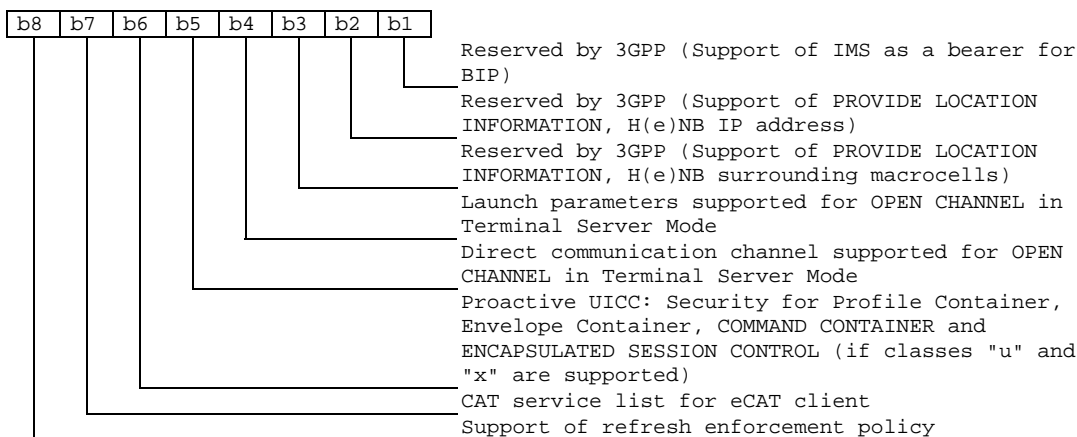 b8 b7 b6 b5 b4 b3 b2 b1
Reserved by 3GPP (Support of IMS as a bearer for
BIP)
Reserved by 3GPP (Support of PROVIDE LOCATION
INFORMATION, H(e)NB IP address)
Reserved by 3GPP (Support of PROVIDE LOCATION
INFORMATION, H(e)NB surrounding macrocells)
Launch parameters supported for OPEN CHANNEL in
Terminal Server Mode
Direct communication channel supported for OPEN
CHANNEL in Terminal Server Mode
Proactive UICC: Security for Profile Container,
Envelope Container, COMMAND CONTAINER and
ENCAPSULATED SESSION CONTROL (if classes "u" and
"x" are supported)
CAT service list for eCAT client
Support of refresh enforcement policy